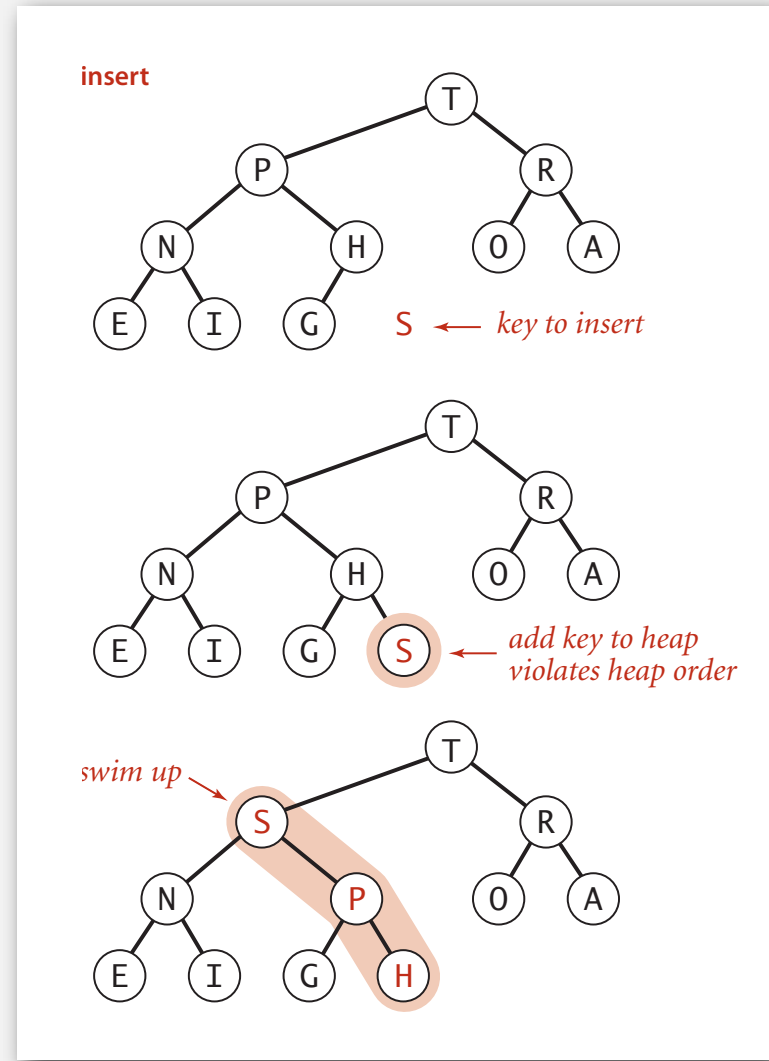 insert
T
P R
N H O A
E I G S key to insert
T
P R
N H O A
E I G S add key to heap
violates heap order
T
swim up
S R
N P O A
E I G H